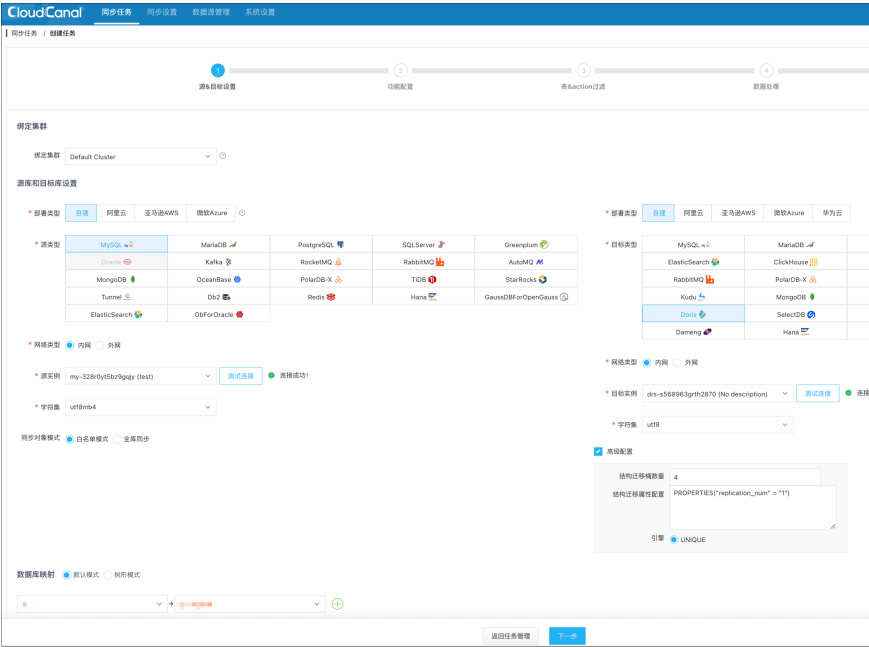 CloudCanal 同步任务 同步设置 数据源管理 系统设置
同步任务 / 创建任务
1 2 3 4
源&目标设置 功能配置 表&action过滤 数据处理
绑定集群
绑定集群 Default Cluster
源库和目标库设置
* 部署类型 自建 阿里云 亚马逊AWS 微软Azure * 部署类型 自建 阿里云 亚马逊AWS 微软Azure 华为云
* 源类型 MySQL MariaDB PostgreSQL SQLServer Greenplum * 目标类型 MySQL MariaDB
Oracle Kafka RocketMQ RabbitMQ AutoMQ ElasticSearch ClickHouse
MongoDB OceanBase PolarDB-X TiDB StarRocks RabbitMQ PolarDB-X
Tunnel Db2 Redis Hana GaussDBForOpenGauss Kudu MongoDB
ElasticSearch ObForOracle Doris SelectDB
Dameng Hana
* 网络类型 内网 外网
* 网络类型 内网 外网
* 源实例 my-328r0yt5bz9gqjy (test) 测试连接 连接成功!
* 目标实例 drs-s568963grth2870 (No description) 测试连接 连接
* 字符集 utf8mb4
* 字符集 utf8
同步对象模式 白名单模式 全库同步
高级配置
结构迁移桶数量 4
结构迁移属性配置 PROPERTIES("replication_num" = "1")
引擎 UNIQUE
数据库映射 默认模式 树形模式
返回任务管理 下一步